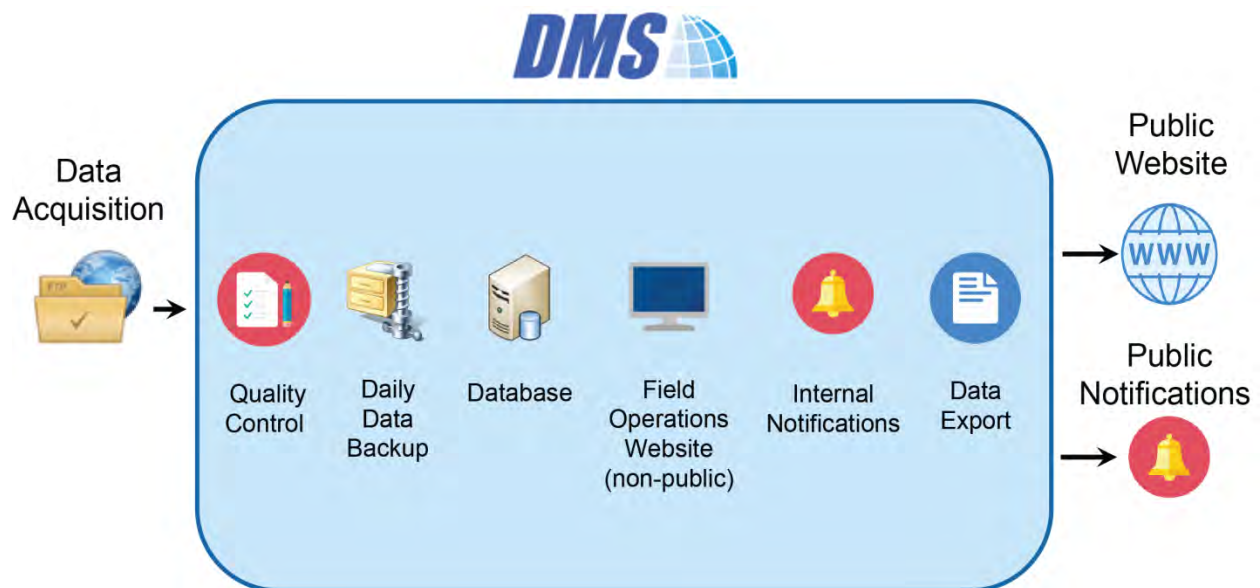 DMS
Data
Acquisition
FTP
Quality
Control
Daily
Data
Backup
Database
Field
Operations
Website
(non-public)
Internal
Notifications
Data
Export
Public
Website
WWW
Public
Notifications